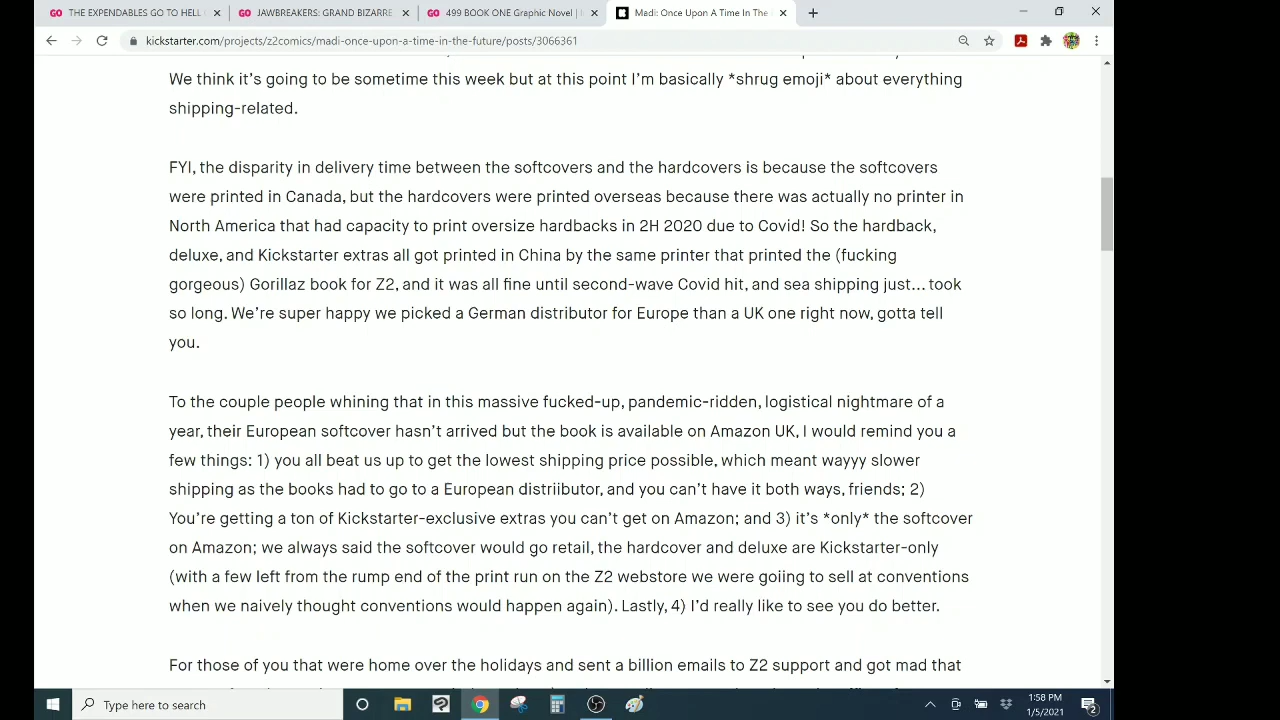 THE EXPENDABLES GO TO HELL
JAWBREAKERS: GRAND BIZARRE
499 BOOK ONE Graphic Novel |
Madi: Once Upon A Time In The
kickstarter.com/projects/z2comics/madi-once-upon-a-time-in-the-future/posts/3066361
We think it's going to be sometime this week but at this point I'm basically *shrug emoji* about everything
shipping-related.
FYI, the disparity in delivery time between the softcovers and the hardcovers is because the softcovers
were printed in Canada, but the hardcovers were printed overseas because there was actually no printer in
North America that had capacity to print oversize hardbacks in 2H 2020 due to Covid! So the hardback,
deluxe, and Kickstarter extras all got printed in China by the same printer that printed the (fucking
gorgeous) Gorillaz book for Z2, and it was all fine until second-wave Covid hit, and sea shipping just... took
so long. We're super happy we picked a German distributor for Europe than a UK one right now, gotta tell
you.
To the couple people whining that in this massive fucked-up, pandemic-ridden, logistical nightmare of a
year, their European softcover hasn't arrived but the book is available on Amazon UK, I would remind you a
few things: 1) you all beat us up to get the lowest shipping price possible, which meant wayyy slower
shipping as the books had to go to a European distriibutor, and you can't have it both ways, friends; 2)
You're getting a ton of Kickstarter-exclusive extras you can't get on Amazon; and 3) it's *only* the softcover
on Amazon; we always said the softcover would go retail, the hardcover and deluxe are Kickstarter-only
(with a few left from the rump end of the print run on the Z2 webstore we were goiing to sell at conventions
when we naively thought conventions would happen again). Lastly, 4) I'd really like to see you do better.
For those of you that were home over the holidays and sent a billion emails to Z2 support and got mad that
Type here to search
1:58 PM
1/5/2021
2